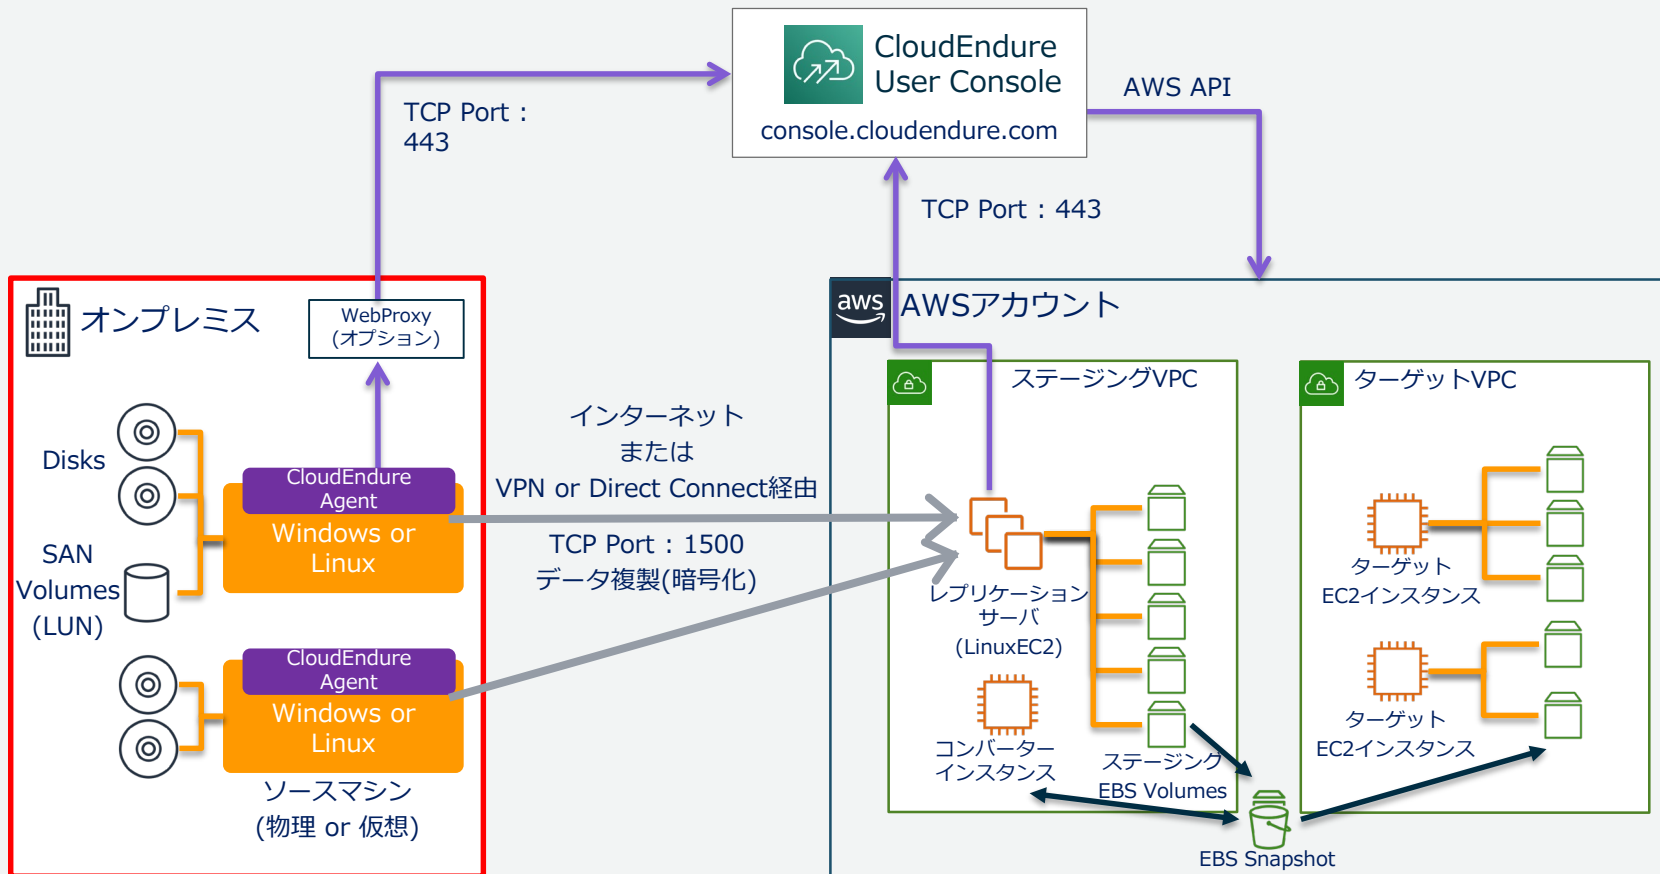 CloudEndure
User Console
console.cloudendure.com
AWS API
TCP Port：
443
TCP Port：443
オンプレミス
WebProxy
(オプション)
Disks
SAN
Volumes
(LUN)
CloudEndure
Agent
Windows or
Linux
CloudEndure
Agent
Windows or
Linux
ソースマシン
(物理 or 仮想)
インターネット
または
VPN or Direct Connect経由
TCP Port：1500
データ複製(暗号化)
aws
AWSアカウント
ステージングVPC
レプリケーション
サーバ
(LinuxEC2)
コンバーター
インスタンス
ステージング
EBS Volumes
EBS Snapshot
ターゲットVPC
ターゲット
EC2インスタンス
ターゲット
EC2インスタンス